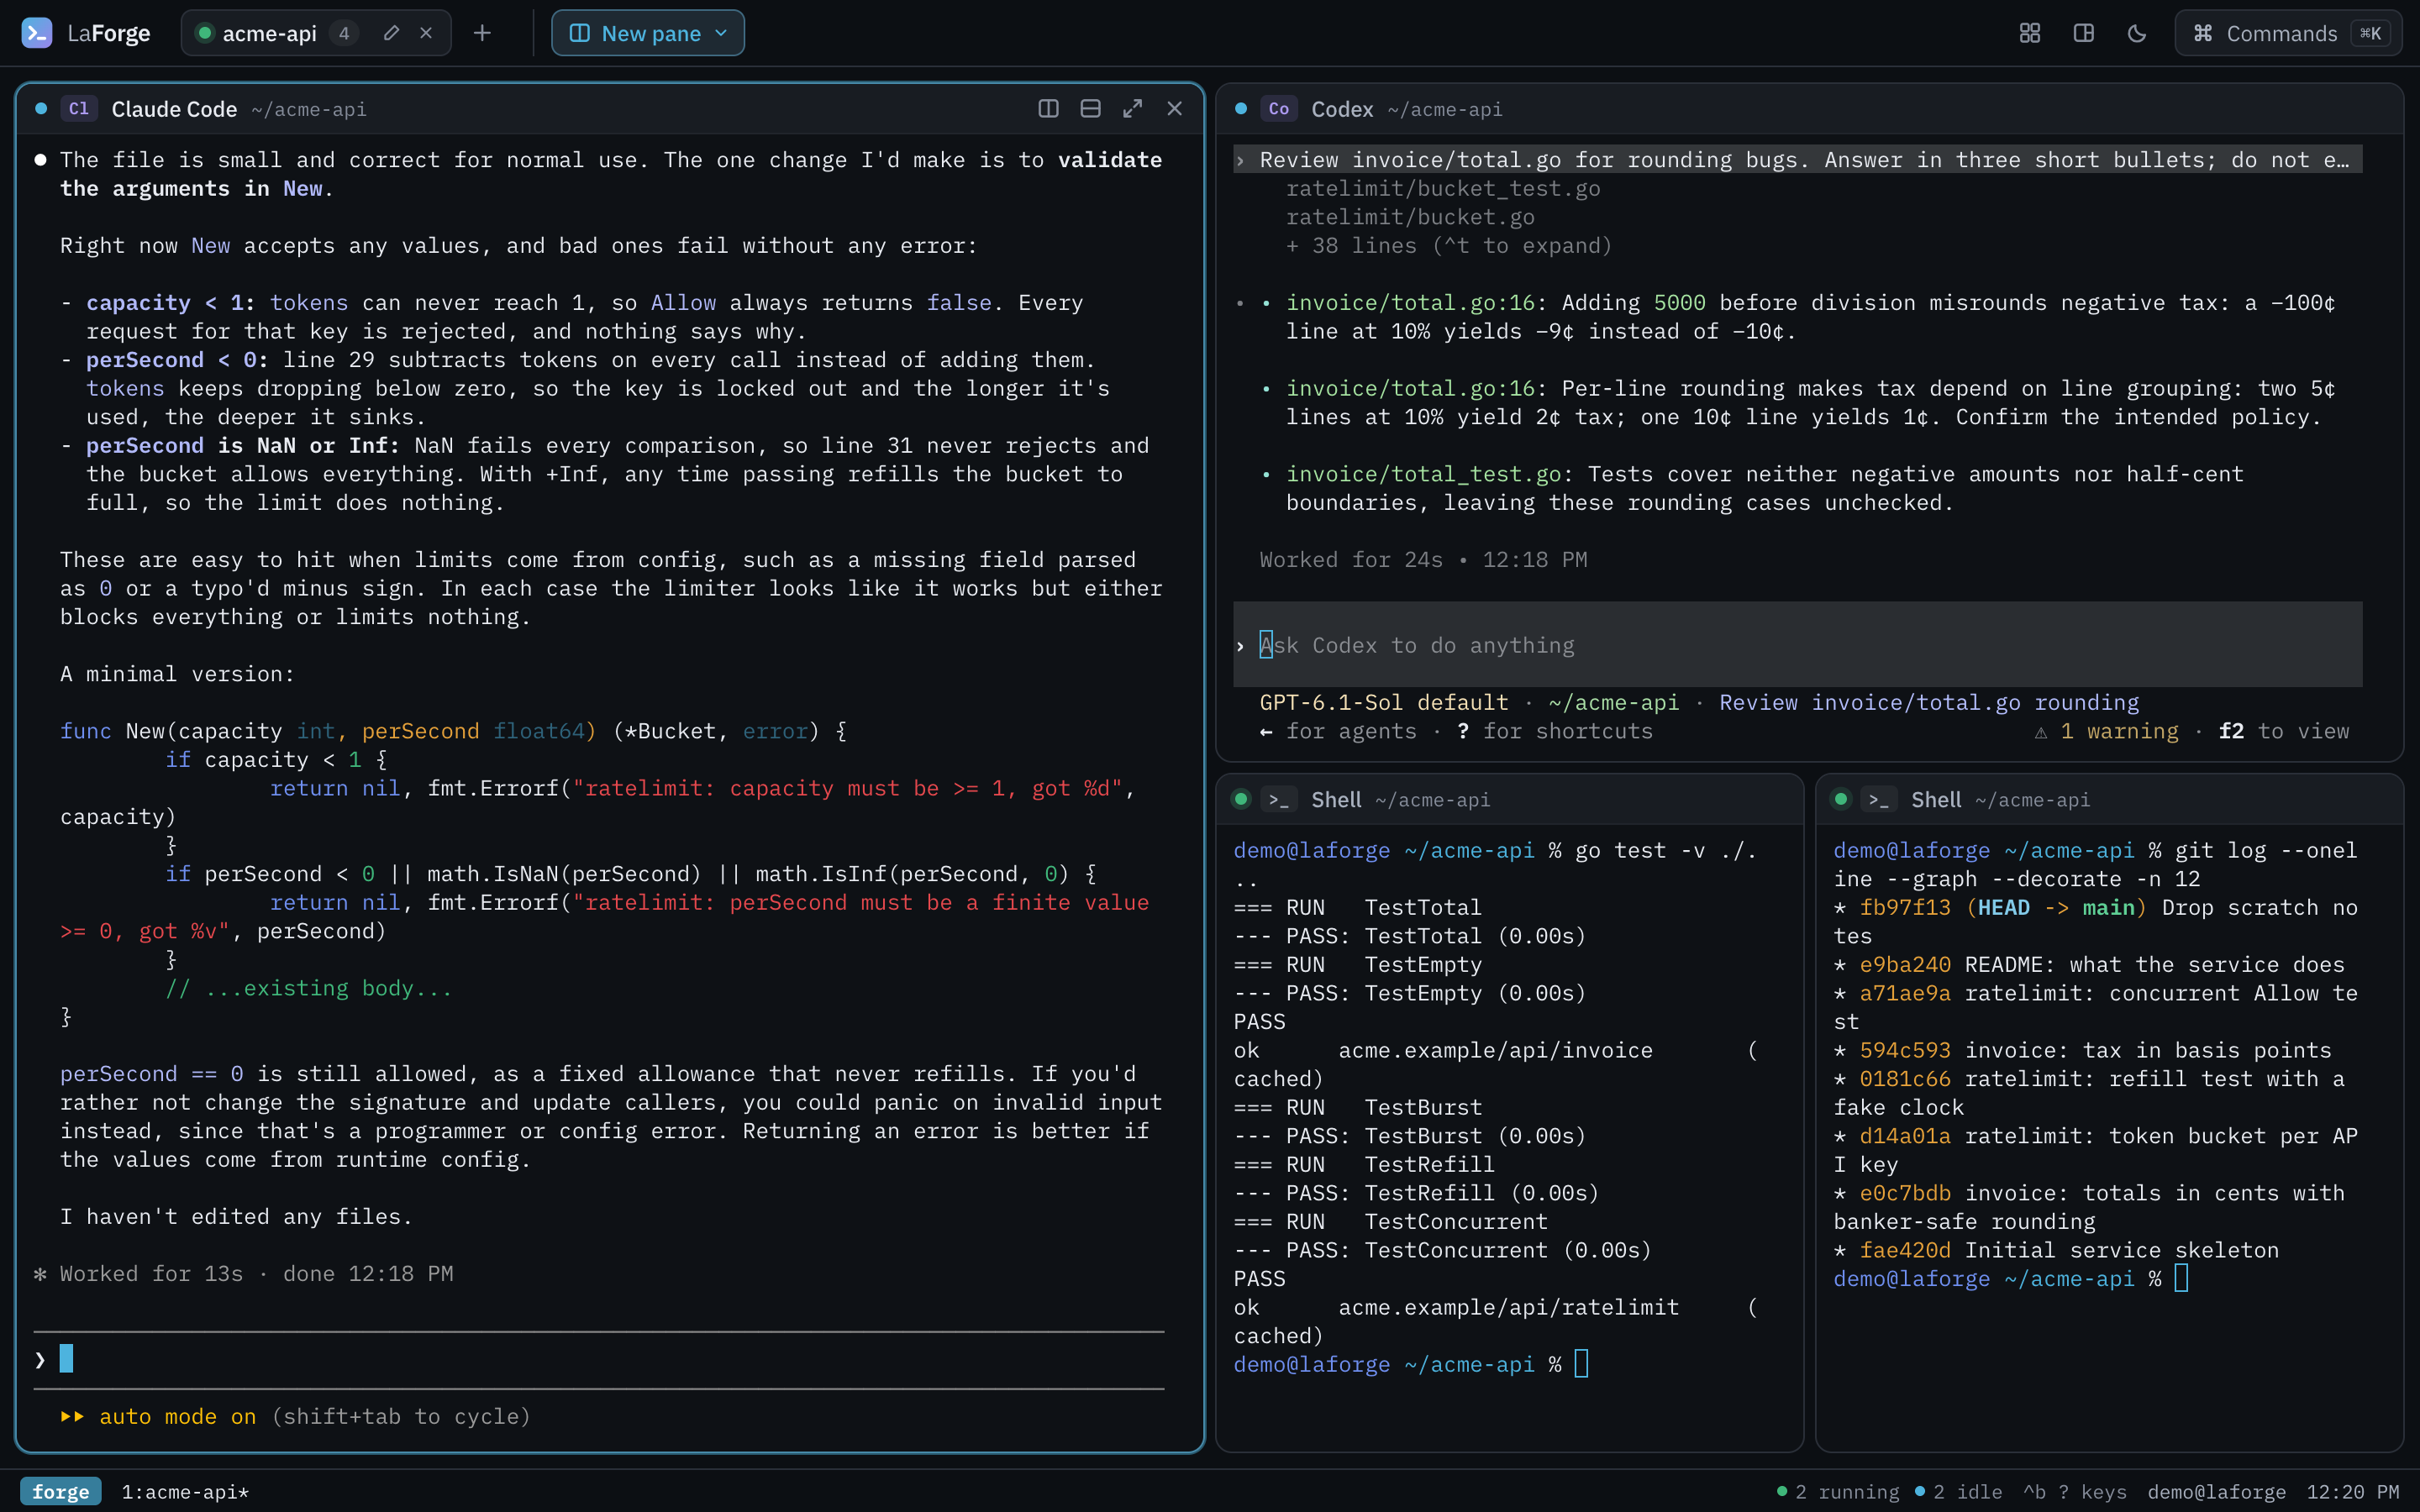 LaForge
acme-api 4
New pane
Commands ⌘K
Cl Claude Code ~/acme-api
● The file is small and correct for normal use. The one change I'd make is to validate
the arguments in New.
Right now New accepts any values, and bad ones fail without any error:
- capacity < 1: tokens can never reach 1, so Allow always returns false. Every
request for that key is rejected, and nothing says why.
- perSecond < 0: line 29 subtracts tokens on every call instead of adding them.
tokens keeps dropping below zero, so the key is locked out and the longer it's
used, the deeper it sinks.
- perSecond is NaN or Inf: NaN fails every comparison, so line 31 never rejects and
the bucket allows everything. With +Inf, any time passing refills the bucket to
full, so the limit does nothing.
These are easy to hit when limits come from config, such as a missing field parsed
as 0 or a typo'd minus sign. In each case the limiter looks like it works but either
blocks everything or limits nothing.
A minimal version:
func New(capacity int, perSecond float64) (*Bucket, error) {
if capacity < 1 {
return nil, fmt.Errorf("ratelimit: capacity must be >= 1, got %d",
capacity)
}
if perSecond < 0 || math.IsNaN(perSecond) || math.IsInf(perSecond, 0) {
return nil, fmt.Errorf("ratelimit: perSecond must be a finite value
>= 0, got %v", perSecond)
}
// ...existing body...
}
perSecond == 0 is still allowed, as a fixed allowance that never refills. If you'd
rather not change the signature and update callers, you could panic on invalid input
instead, since that's a programmer or config error. Returning an error is better if
the values come from runtime config.
I haven't edited any files.
✻ Worked for 13s · done 12:18 PM
❯
⏵⏵ auto mode on (shift+tab to cycle)
Co Codex ~/acme-api
› Review invoice/total.go for rounding bugs. Answer in three short bullets; do not e…
ratelimit/bucket_test.go
ratelimit/bucket.go
+ 38 lines (^t to expand)
• • invoice/total.go:16: Adding 5000 before division misrounds negative tax: a −100¢
line at 10% yields −9¢ instead of −10¢.
• invoice/total.go:16: Per-line rounding makes tax depend on line grouping: two 5¢
lines at 10% yield 2¢ tax; one 10¢ line yields 1¢. Confirm the intended policy.
• invoice/total_test.go: Tests cover neither negative amounts nor half-cent
boundaries, leaving these rounding cases unchecked.
Worked for 24s • 12:18 PM
› Ask Codex to do anything
GPT-6.1-Sol default · ~/acme-api · Review invoice/total.go rounding
← for agents · ? for shortcuts ⚠ 1 warning · f2 to view
>_ Shell ~/acme-api
demo@laforge ~/acme-api % go test -v ./.
..
=== RUN TestTotal
--- PASS: TestTotal (0.00s)
=== RUN TestEmpty
--- PASS: TestEmpty (0.00s)
PASS
ok acme.example/api/invoice (
cached)
=== RUN TestBurst
--- PASS: TestBurst (0.00s)
=== RUN TestRefill
--- PASS: TestRefill (0.00s)
=== RUN TestConcurrent
--- PASS: TestConcurrent (0.00s)
PASS
ok acme.example/api/ratelimit (
cached)
demo@laforge ~/acme-api %
>_ Shell ~/acme-api
demo@laforge ~/acme-api % git log --onel
ine --graph --decorate -n 12
* fb97f13 (HEAD -> main) Drop scratch no
tes
* e9ba240 README: what the service does
* a71ae9a ratelimit: concurrent Allow te
st
* 594c593 invoice: tax in basis points
* 0181c66 ratelimit: refill test with a
fake clock
* d14a01a ratelimit: token bucket per AP
I key
* e0c7bdb invoice: totals in cents with
banker-safe rounding
* fae420d Initial service skeleton
demo@laforge ~/acme-api %
forge 1:acme-api*
2 running 2 idle ^b ? keys demo@laforge 12:20 PM